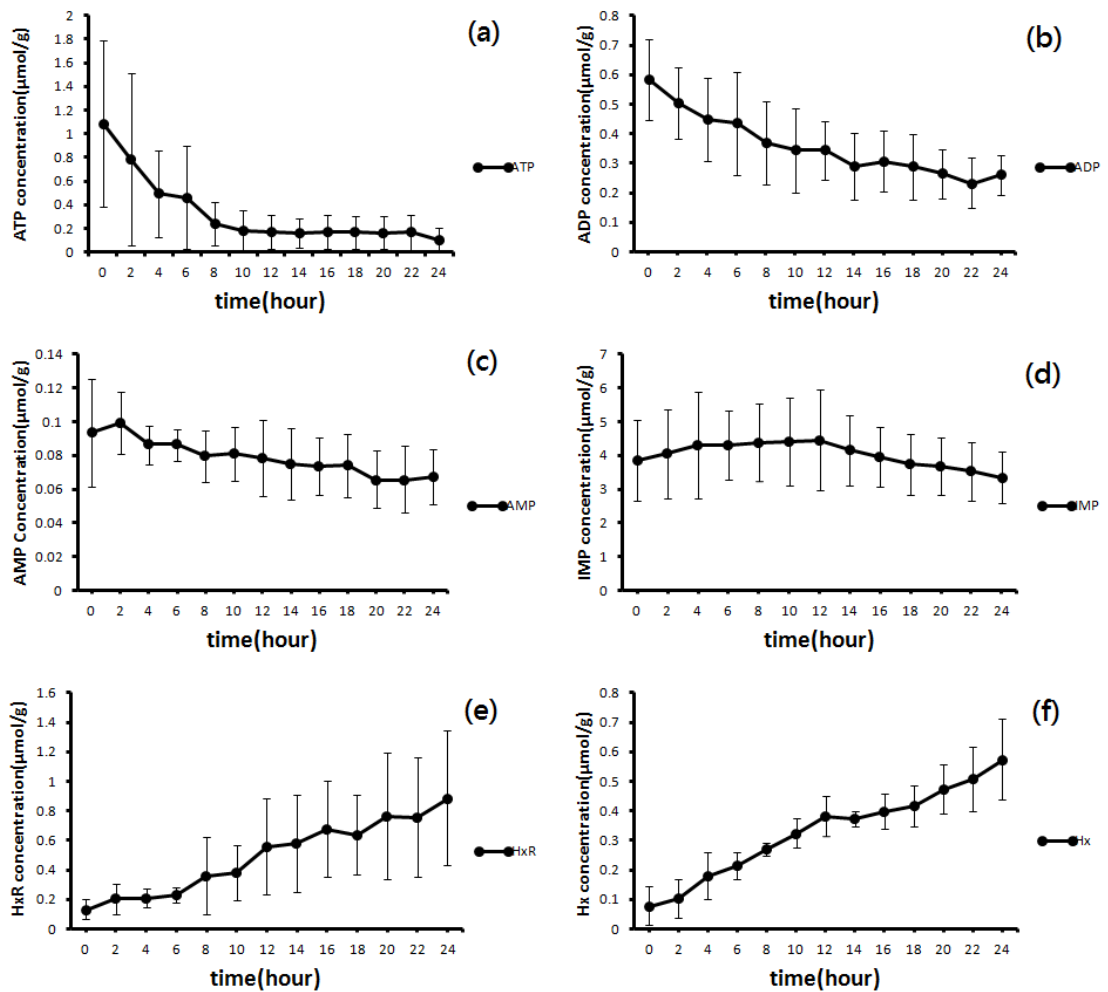 (a)
ATP concentration(μmol/g)
2
1.8
1.6
1.4
1.2
1
0.8
0.6
0.4
0.2
0
0 2 4 6 8 10 12 14 16 18 20 22 24
time(hour)
ATP
(b)
ADP concentration(μmol/g)
0.8
0.7
0.6
0.5
0.4
0.3
0.2
0.1
0
0 2 4 6 8 10 12 14 16 18 20 22 24
time(hour)
ADP
(c)
AMP Concentration(μmol/g)
0.14
0.12
0.1
0.08
0.06
0.04
0.02
0
0 2 4 6 8 10 12 14 16 18 20 22 24
time(hour)
AMP
(d)
IMP concentration(μmol/g)
7
6
5
4
3
2
1
0
0 2 4 6 8 10 12 14 16 18 20 22 24
time(hour)
IMP
(e)
HxR concentration(μmol/g)
1.6
1.4
1.2
1
0.8
0.6
0.4
0.2
0
0 2 4 6 8 10 12 14 16 18 20 22 24
time(hour)
HxR
(f)
Hx concentration(μmol/g)
0.8
0.7
0.6
0.5
0.4
0.3
0.2
0.1
0
0 2 4 6 8 10 12 14 16 18 20 22 24
time(hour)
Hx